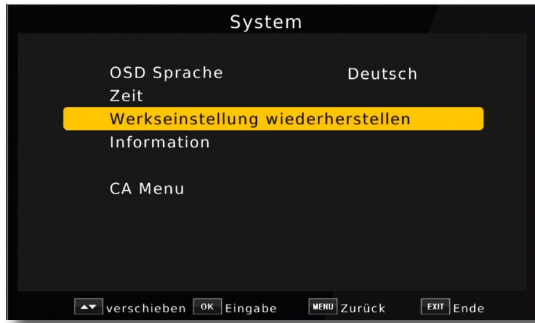 System
OSD Sprache Deutsch
Zeit
Werkseinstellung wiederherstellen
Information
CA Menu
▲▼ verschieben OK Eingabe MENU Zurück EXIT Ende